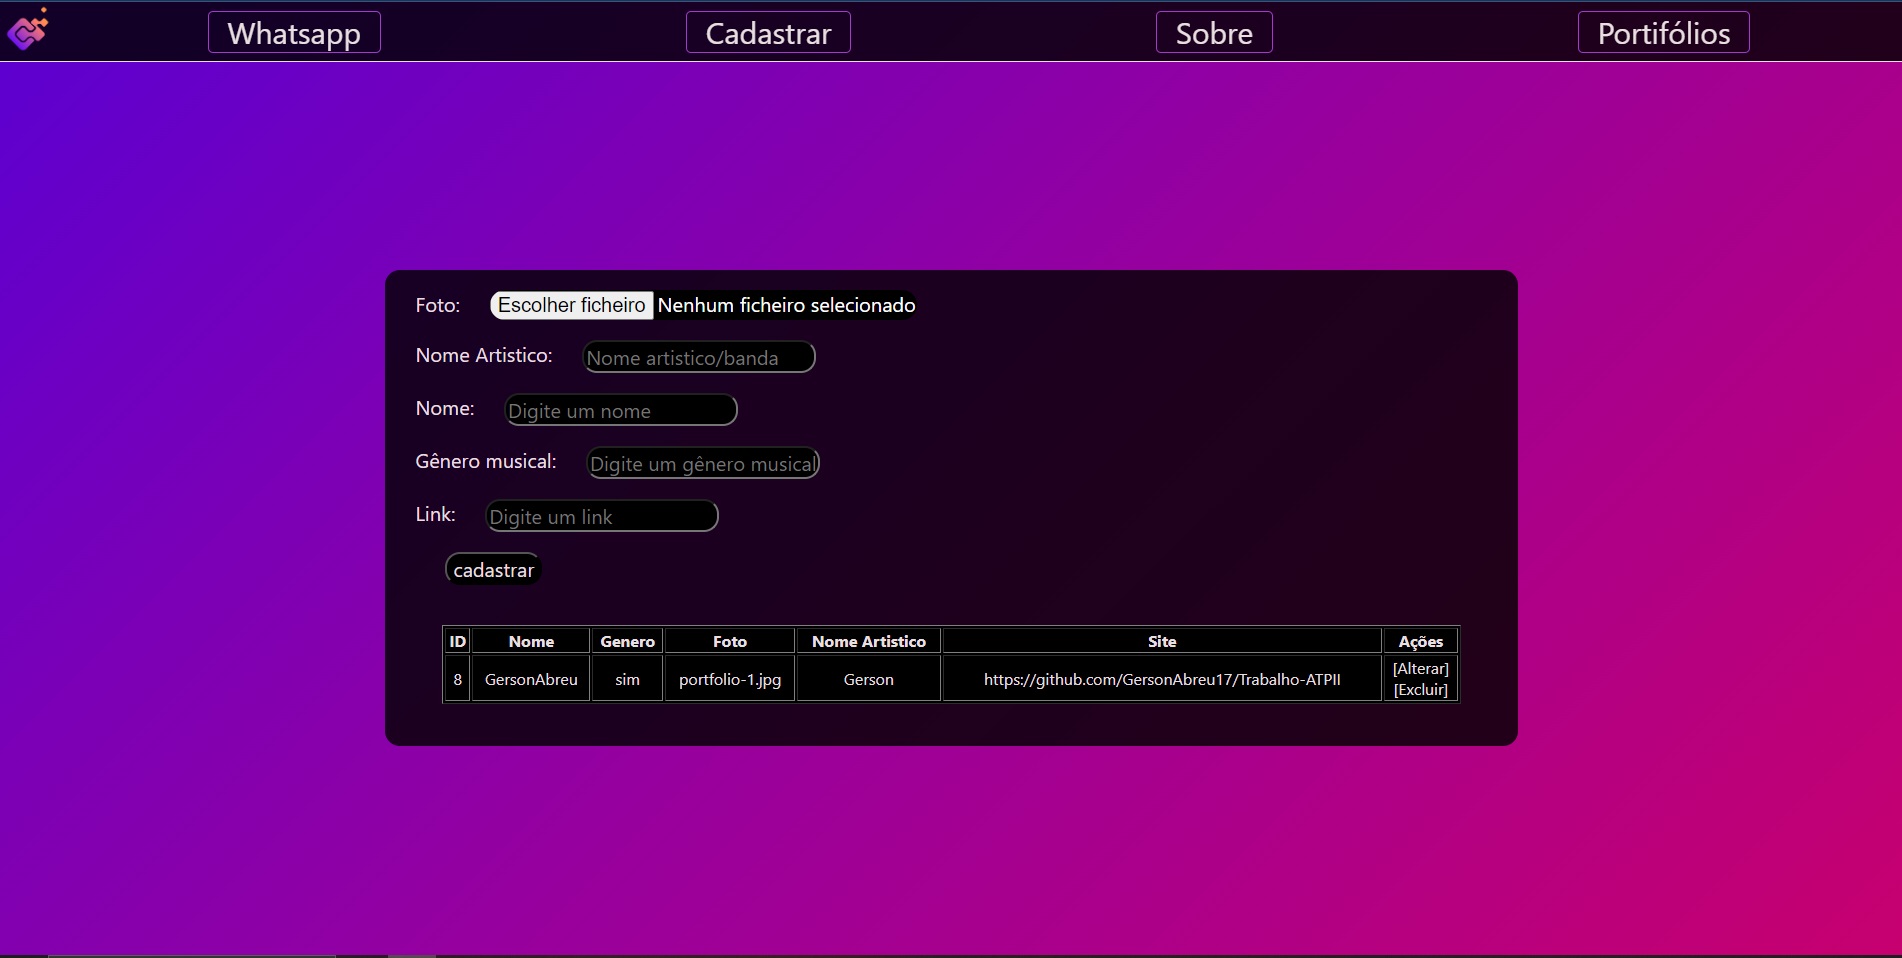 Whatsapp Cadastrar Sobre Portifólios
Foto: Escolher ficheiro Nenhum ficheiro selecionado
Nome Artistico: Nome artistico/banda
Nome: Digite um nome
Gênero musical: Digite um gênero musical
Link: Digite um link
cadastrar
ID Nome Genero Foto Nome Artistico Site Ações
8 GersonAbreu sim portfolio-1.jpg Gerson https://github.com/GersonAbreu17/Trabalho-ATPII [Alterar]
[Excluir]